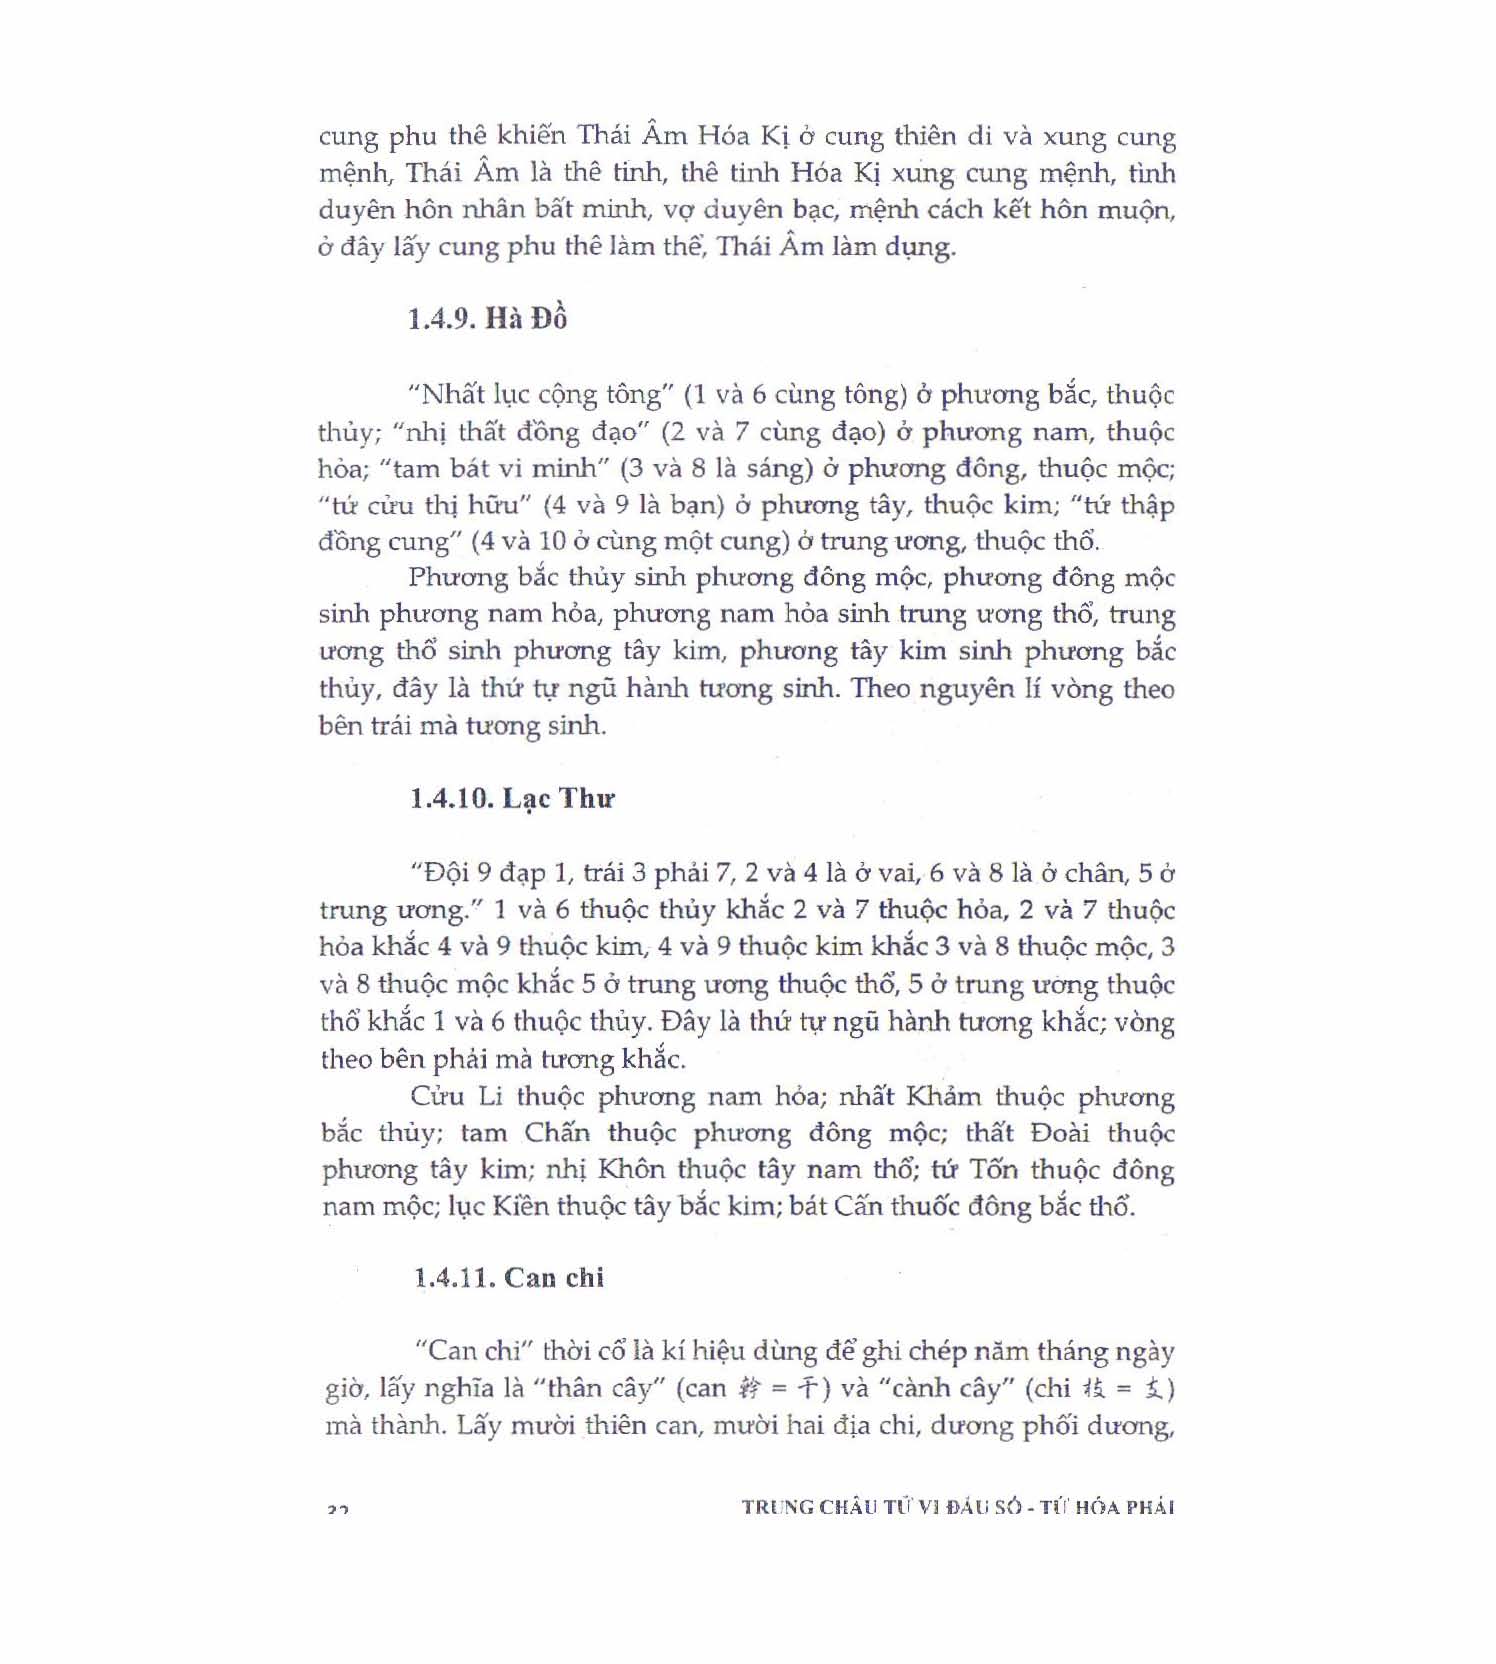 cung phu thê khiến Thái Âm Hóa Kị ở cung thiên di và xung cung
mệnh, Thái Âm là thê tinh, thê tinh Hóa Kị xung cung mệnh, tình
duyên hôn nhân bất minh, vợ duyên bạc, mệnh cách kết hôn muộn,
ở đây lấy cung phu thê làm thể, Thái Âm làm dụng.
1.4.9. Hà Đồ
"Nhất lục cộng tông" (1 và 6 cùng tông) ở phương bắc, thuộc
thủy; "nhị thất đồng đạo" (2 và 7 cùng đạo) ở phương nam, thuộc
hỏa; "tam bát vi minh" (3 và 8 là sáng) ở phương đông, thuộc mộc;
"tứ cửu thị hữu" (4 và 9 là bạn) ở phương tây, thuộc kim; "tứ thập
đồng cung" (4 và 10 ở cùng một cung) ở trung ương, thuộc thổ.
Phương bắc thủy sinh phương đông mộc, phương đông mộc
sinh phương nam hỏa, phương nam hỏa sinh trung ương thổ, trung
ương thổ sinh phương tây kim, phương tây kim sinh phương bắc
thủy, đây là thứ tự ngũ hành tương sinh. Theo nguyên lí vòng theo
bên trái mà tương sinh.
1.4.10. Lạc Thư
"Đội 9 đạp 1, trái 3 phải 7, 2 và 4 là ở vai, 6 và 8 là ở chân, 5 ở
trung ương." 1 và 6 thuộc thủy khắc 2 và 7 thuộc hỏa, 2 và 7 thuộc
hỏa khắc 4 và 9 thuộc kim, 4 và 9 thuộc kim khắc 3 và 8 thuộc mộc, 3
và 8 thuộc mộc khắc 5 ở trung ương thuộc thổ, 5 ở trung ương thuộc
thổ khắc 1 và 6 thuộc thủy. Đây là thứ tự ngũ hành tương khắc; vòng
theo bên phải mà tương khắc.
Cửu Li thuộc phương nam hỏa; nhất Khảm thuộc phương
bắc thủy; tam Chấn thuộc phương đông mộc; thất Đoài thuộc
phương tây kim; nhị Khôn thuộc tây nam thổ; tứ Tốn thuộc đông
nam mộc; lục Kiền thuộc tây bắc kim; bát Cấn thuốc đông bắc thổ.
1.4.11. Can chi
"Can chi" thời cổ là kí hiệu dùng để ghi chép năm tháng ngày
giờ, lấy nghĩa là "thân cây" (can 幹 = 干) và "cành cây" (chi 枝 = 支)
mà thành. Lấy mười thiên can, mười hai địa chi, dương phối dương,
TRUNG CHÂU TỬ VI ĐẨU SỐ - TỨ HÓA PHÁI